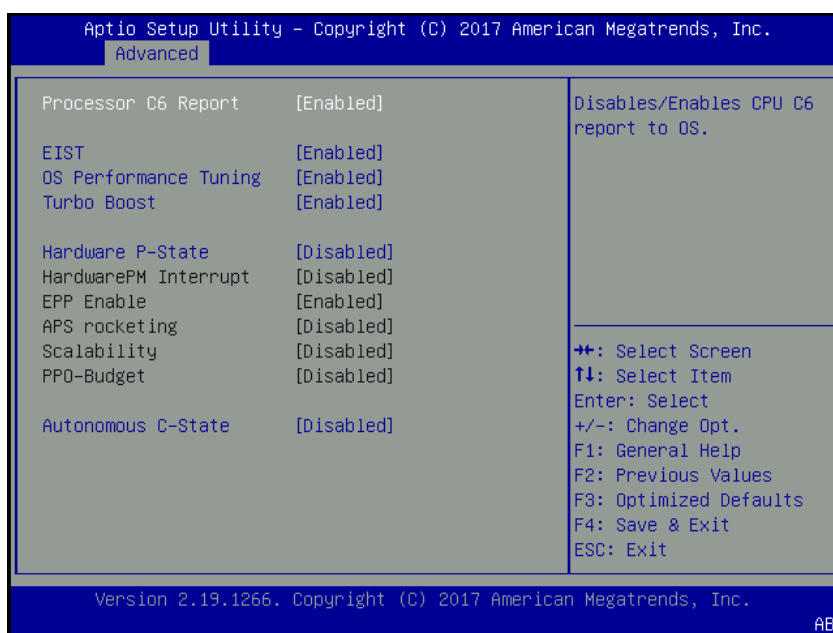 Aptio Setup Utility – Copyright (C) 2017 American Megatrends, Inc.
Advanced
Processor C6 Report [Enabled]
EIST [Enabled]
OS Performance Tuning [Enabled]
Turbo Boost [Enabled]
Hardware P-State [Disabled]
HardwarePM Interrupt [Disabled]
EPP Enable [Enabled]
APS rocketing [Disabled]
Scalability [Disabled]
PPO-Budget [Disabled]
Autonomous C-State [Disabled]
Disables/Enables CPU C6
report to OS.
→←: Select Screen
↑↓: Select Item
Enter: Select
+/-: Change Opt.
F1: General Help
F2: Previous Values
F3: Optimized Defaults
F4: Save & Exit
ESC: Exit
Version 2.19.1266. Copyright (C) 2017 American Megatrends, Inc.
AB